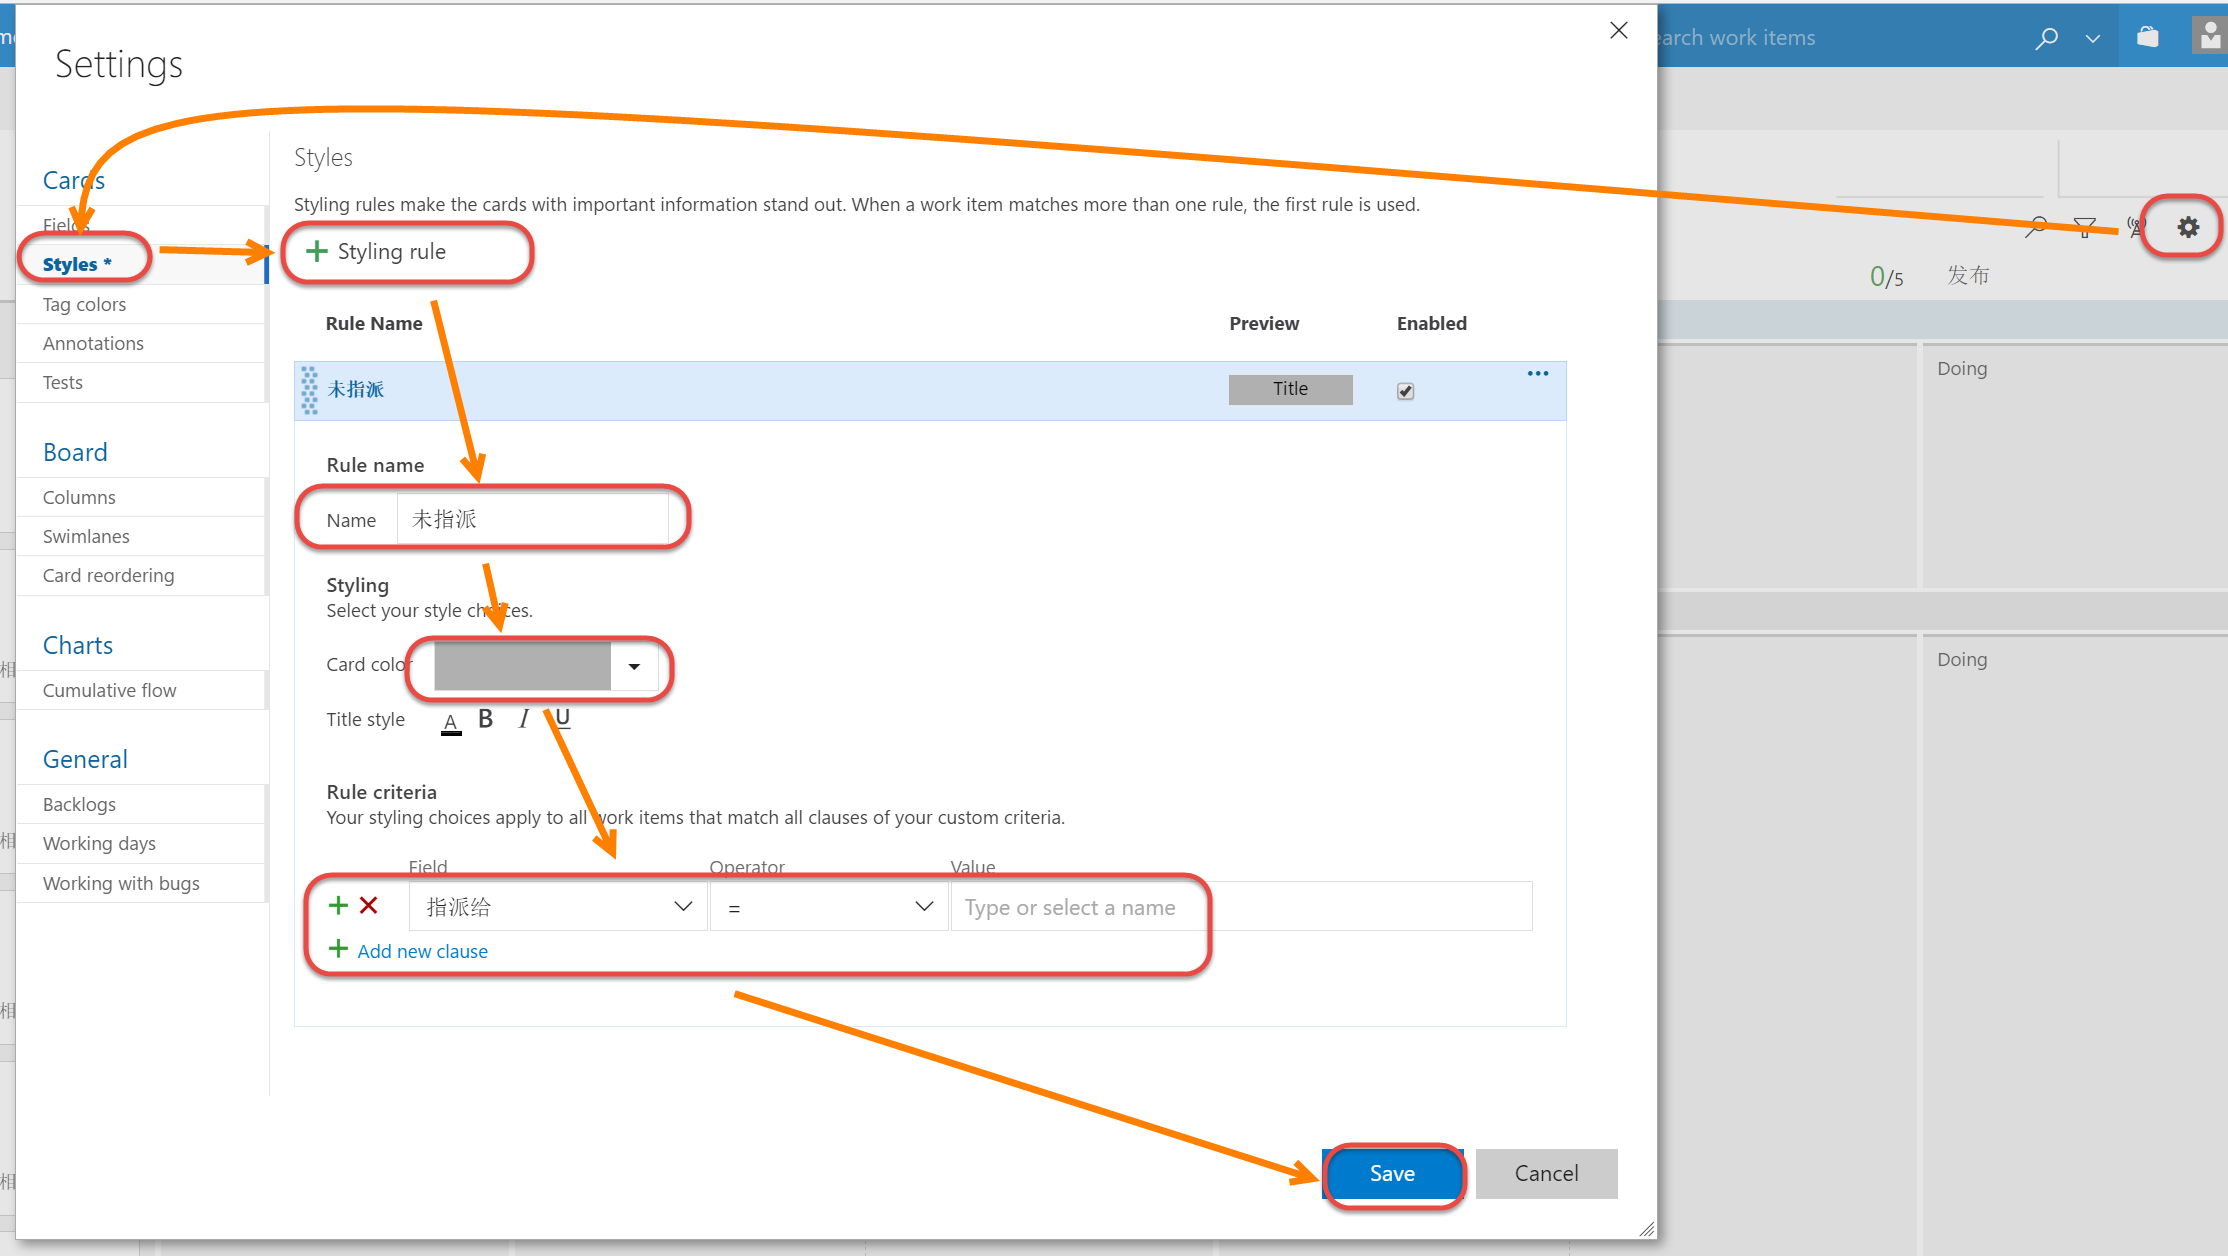 Settings
earch work items
Cards
Fields
Styles *
Tag colors
Annotations
Tests
Board
Columns
Swimlanes
Card reordering
Charts
Cumulative flow
General
Backlogs
Working days
Working with bugs
Styles
Styling rules make the cards with important information stand out. When a work item matches more than one rule, the first rule is used.
+ Styling rule
Rule Name Preview Enabled
未指派 Title
Rule name
Name 未指派
Styling
Select your style choices.
Card color
Title style A B I U
Rule criteria
Your styling choices apply to all work items that match all clauses of your custom criteria.
Field Operator Value
指派给 = Type or select a name
+ Add new clause
Save Cancel
0/5 发布
Doing
Doing
相
相
相
相